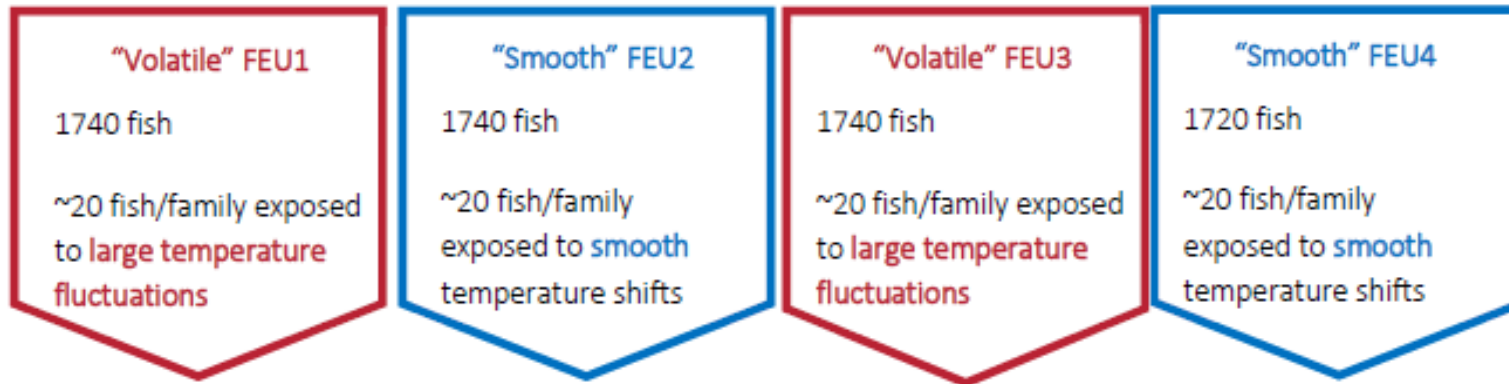 “Volatile” FEU1
1740 fish
~20 fish/family exposed
to large temperature
fluctuations
“Smooth” FEU2
1740 fish
~20 fish/family
exposed to smooth
temperature shifts
“Volatile” FEU3
1740 fish
~20 fish/family exposed
to large temperature
fluctuations
“Smooth” FEU4
1720 fish
~20 fish/family
exposed to smooth
temperature shifts